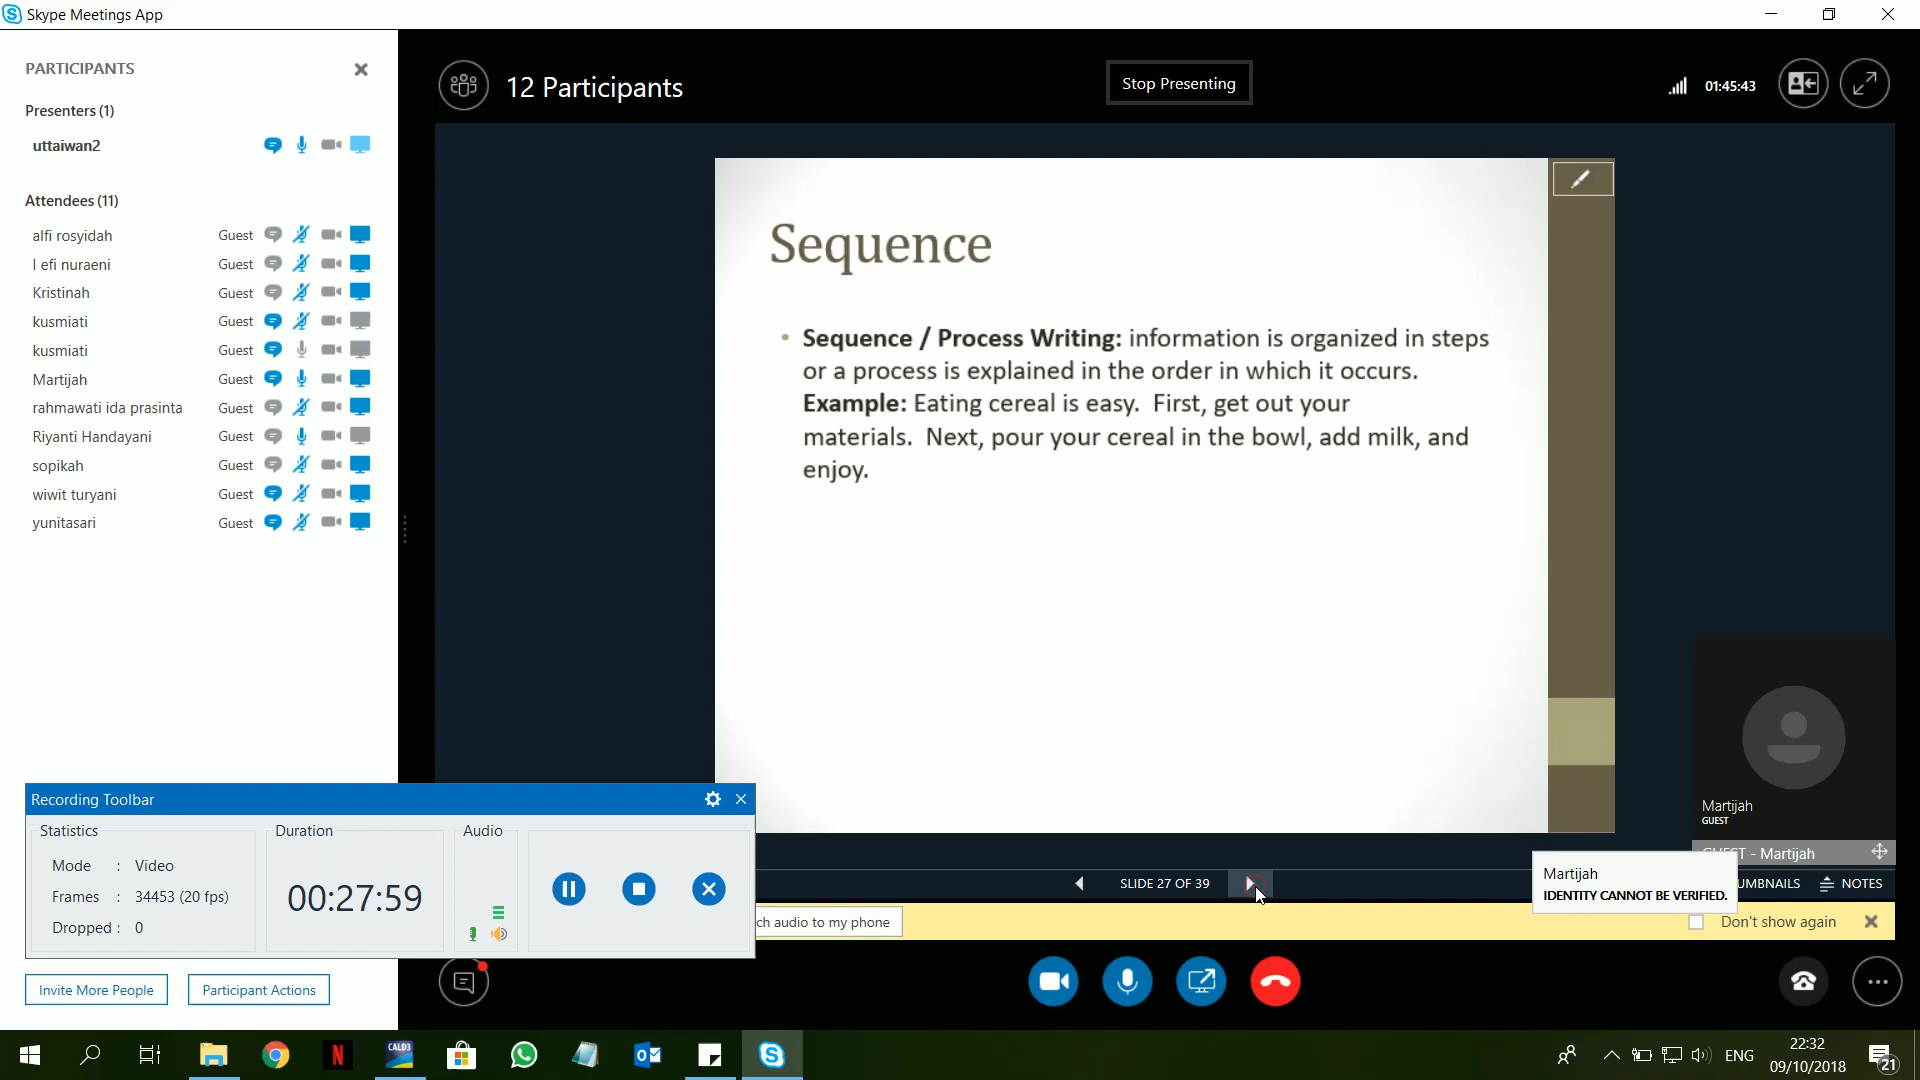 Skype Meetings App
PARTICIPANTS
Presenters (1)
uttaiwan2
Attendees (11)
alfi rosyidah Guest
I efi nuraeni Guest
Kristinah Guest
kusmiati Guest
kusmiati Guest
Martijah Guest
rahmawati ida prasinta Guest
Riyanti Handayani Guest
sopikah Guest
wiwit turyani Guest
yunitasari Guest
12 Participants
Stop Presenting
01:45:43
Sequence
• Sequence / Process Writing: information is organized in steps
or a process is explained in the order in which it occurs.
Example: Eating cereal is easy. First, get out your
materials. Next, pour your cereal in the bowl, add milk, and
enjoy.
Martijah
GUEST
- Martijah
Martijah
IDENTITY CANNOT BE VERIFIED.
SLIDE 27 OF 39
UMBNAILS
NOTES
ch audio to my phone
Don't show again
Recording Toolbar
Statistics
Mode : Video
Frames : 34453 (20 fps)
Dropped : 0
Duration
00:27:59
Audio
Invite More People
Participant Actions
N
CALD3
ENG
22:32
09/10/2018
21